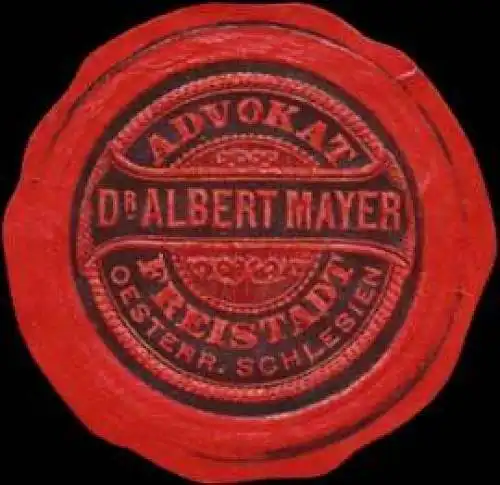 ADVOKAT
DR ALBERT MAYER
FREISTADT
OESTERR. SCHLESIEN